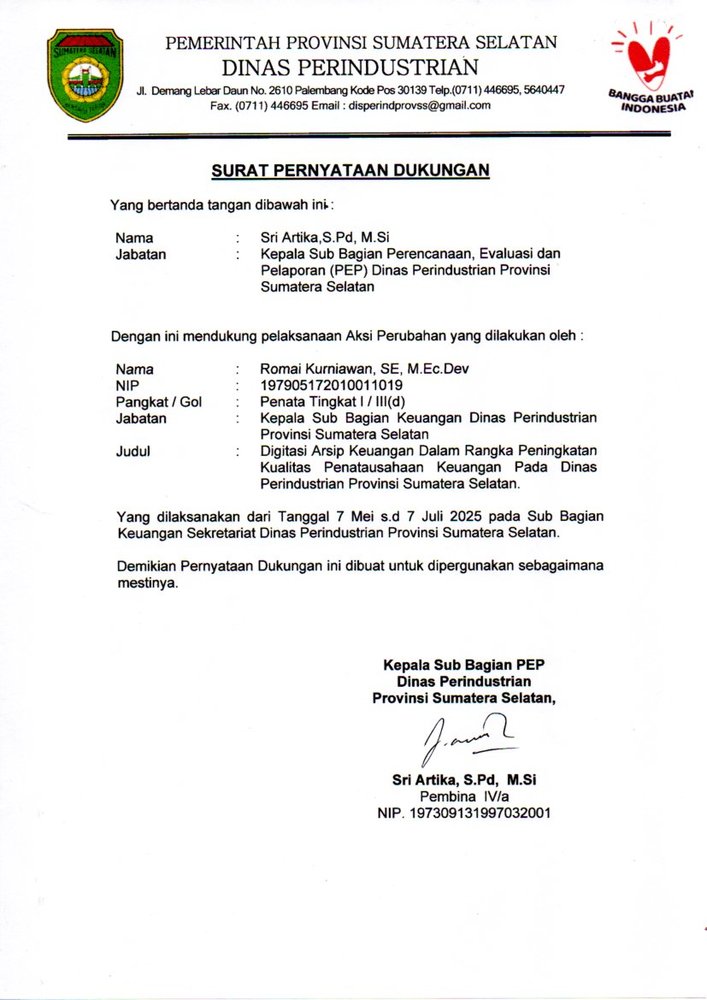 SUMATERA SELATAN
PEMERINTAH PROVINSI SUMATERA SELATAN
DINAS PERINDUSTRIAN
Jl. Demang Lebar Daun No. 2610 Palembang Kode Pos 30139 Telp.(0711) 446695, 5640447
Fax. (0711) 446695 Email : disperindprovss@gmail.com
BANGGA BUATAN
INDONESIA
SURAT PERNYATAAN DUKUNGAN
Yang bertanda tangan dibawah ini :
Nama : Sri Artika,S.Pd, M.Si
Jabatan : Kepala Sub Bagian Perencanaan, Evaluasi dan
Pelaporan (PEP) Dinas Perindustrian Provinsi
Sumatera Selatan
Dengan ini mendukung pelaksanaan Aksi Perubahan yang dilakukan oleh :
Nama : Romai Kurniawan, SE, M.Ec.Dev
NIP : 197905172010011019
Pangkat / Gol : Penata Tingkat I / III(d)
Jabatan : Kepala Sub Bagian Keuangan Dinas Perindustrian
Provinsi Sumatera Selatan
Judul : Digitasi Arsip Keuangan Dalam Rangka Peningkatan
Kualitas Penatausahaan Keuangan Pada Dinas
Perindustrian Provinsi Sumatera Selatan.
Yang dilaksanakan dari Tanggal 7 Mei s.d 7 Juli 2025 pada Sub Bagian
Keuangan Sekretariat Dinas Perindustrian Provinsi Sumatera Selatan.
Demikian Pernyataan Dukungan ini dibuat untuk dipergunakan sebagaimana
mestinya.
Kepala Sub Bagian PEP
Dinas Perindustrian
Provinsi Sumatera Selatan,
Sri Artika, S.Pd, M.Si
Pembina IV/a
NIP. 197309131997032001